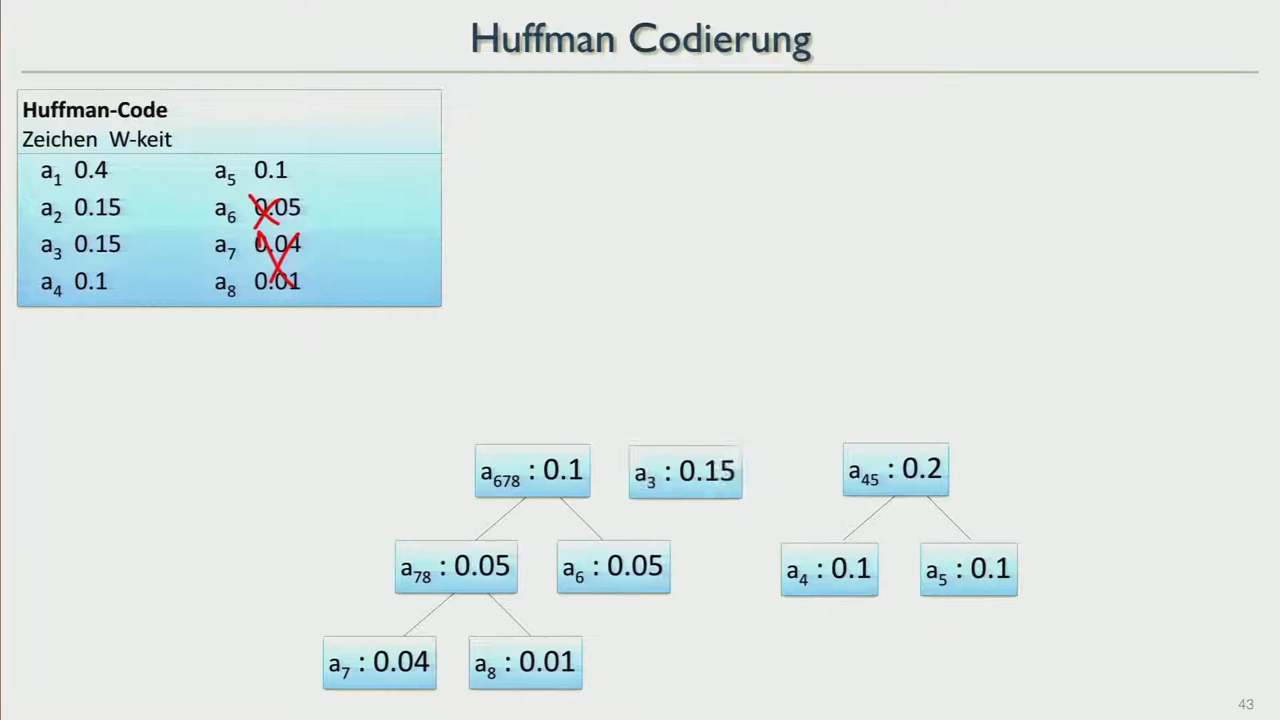 Huffman Codierung
Huffman-Code
Zeichen W-keit
a1 0.4 a5 0.1
a2 0.15 a6 0.05
a3 0.15 a7 0.04
a4 0.1 a8 0.01
a678 : 0.1 a3 : 0.15 a45 : 0.2
a78 : 0.05 a6 : 0.05 a4 : 0.1 a5 : 0.1
a7 : 0.04 a8 : 0.01
43